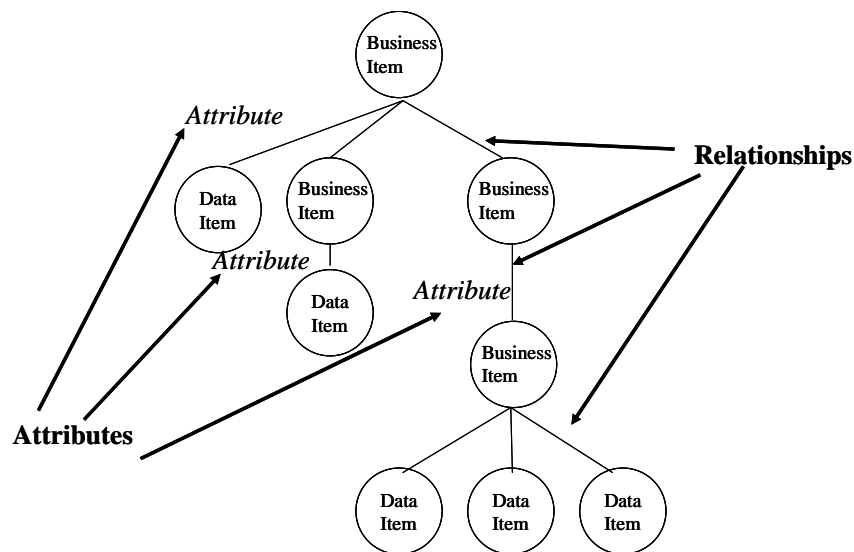 Business
Item
Attribute
Relationships
Data
Item
Business
Item
Business
Item
Attribute
Attribute
Data
Item
Business
Item
Attributes
Data
Item
Data
Item
Data
Item